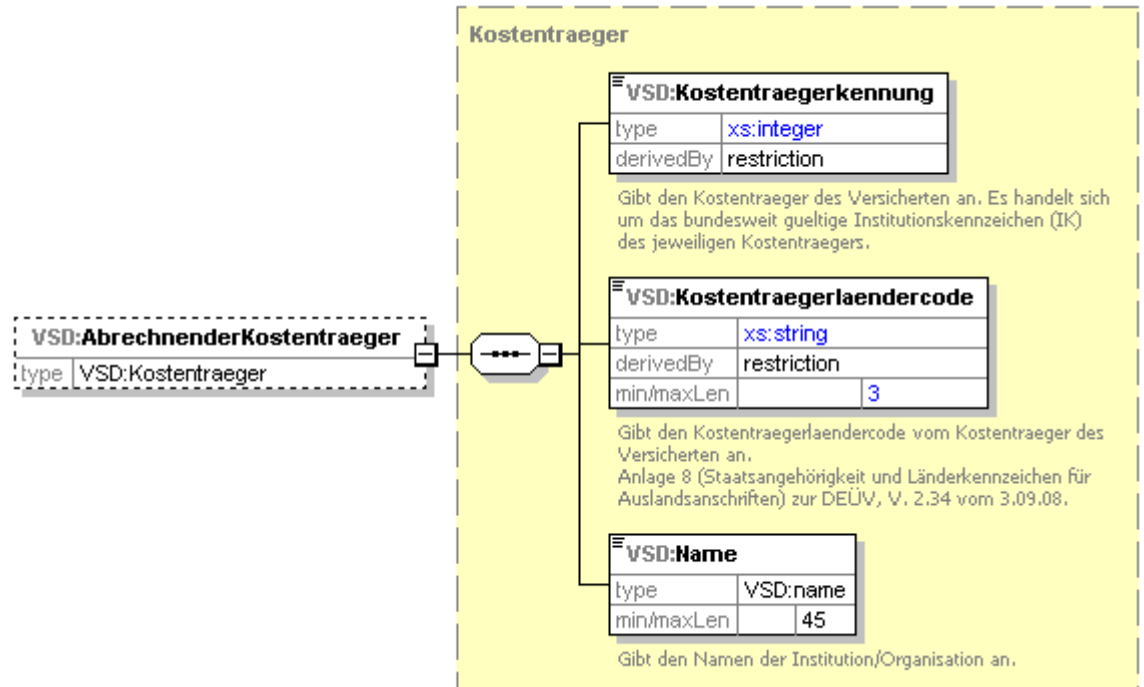 Kostentraeger
VSD:Kostentraegerkennung
type xs:integer
derivedBy restriction
Gibt den Kostentraeger des Versicherten an. Es handelt sich
um das bundesweit gueltige Institutionskennzeichen (IK)
des jeweiligen Kostentraegers.
VSD:AbrechnenderKostentraeger
type VSD:Kostentraeger
VSD:Kostentraegerlaendercode
type xs:string
derivedBy restriction
min/maxLen 3
Gibt den Kostentraegerlaendercode vom Kostentraeger des
Versicherten an.
Anlage 8 (Staatsangehörigkeit und Länderkennzeichen für
Auslandsanschriften) zur DEÜV, V. 2.34 vom 3.09.08.
VSD:Name
type VSD:name
min/maxLen 45
Gibt den Namen der Institution/Organisation an.